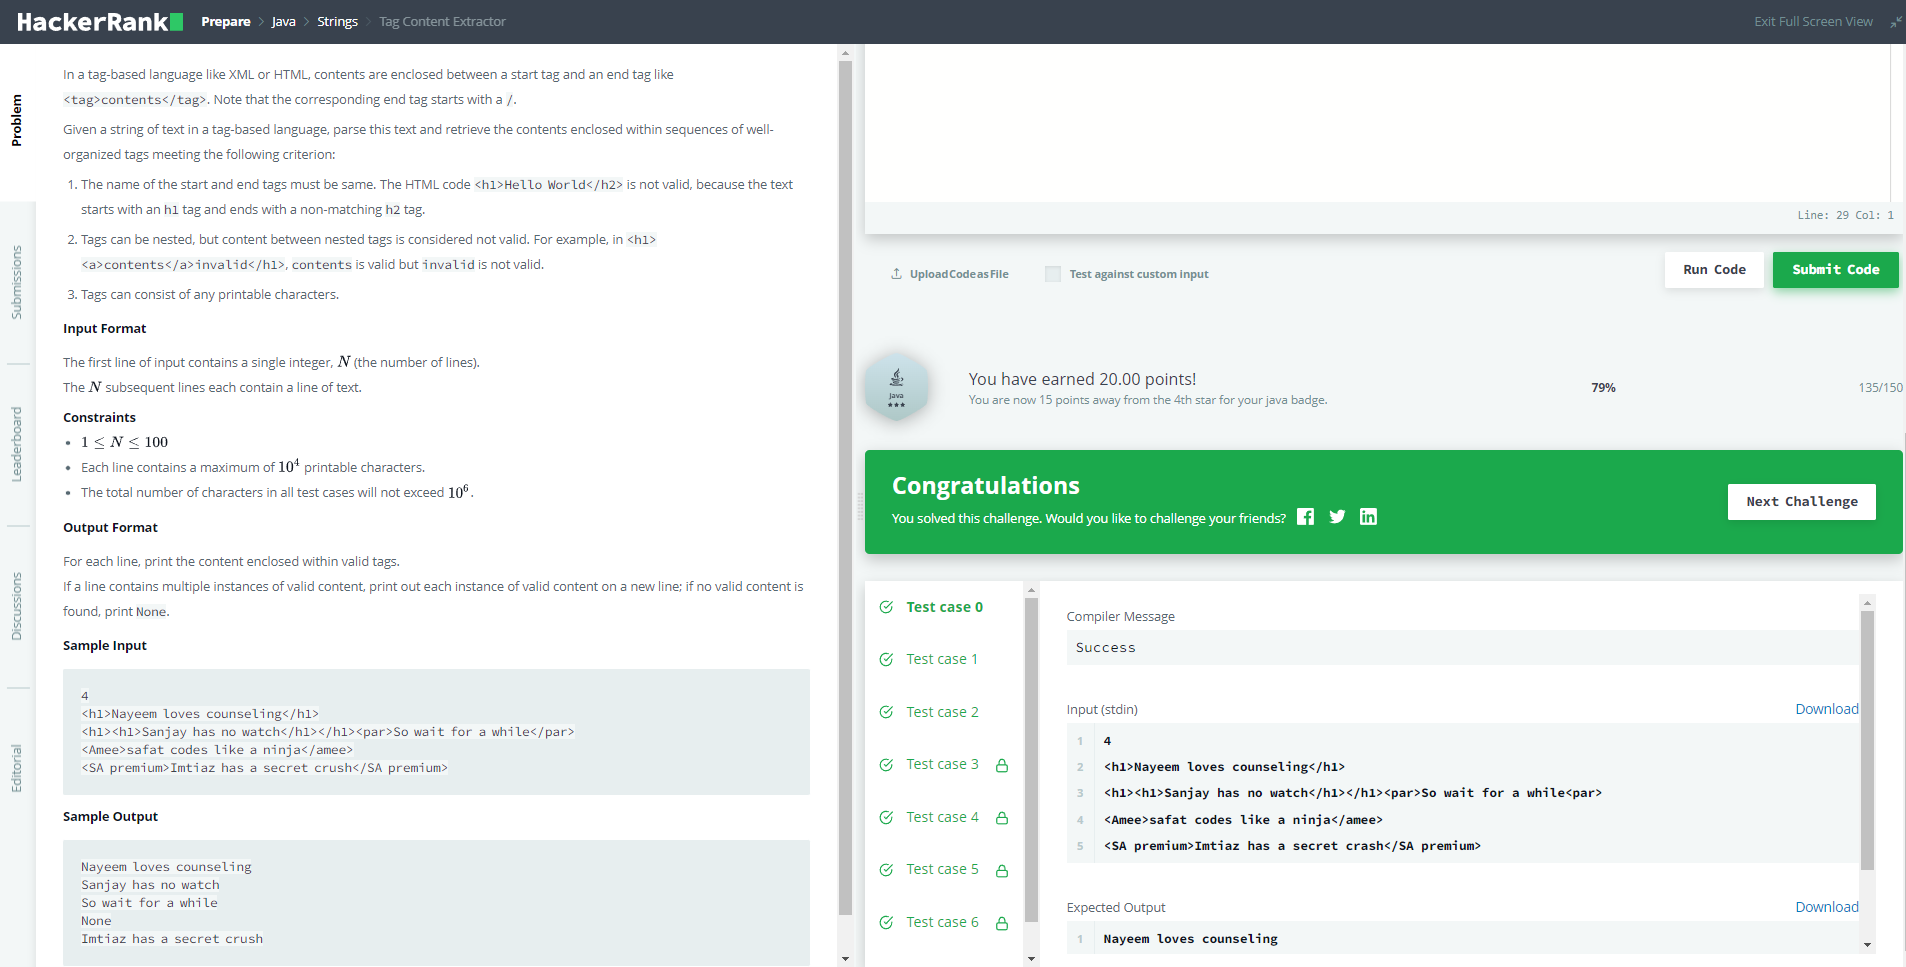 HackerRank Prepare > Java > Strings > Tag Content Extractor
Exit Full Screen View
Problem
Submissions
Leaderboard
Discussions
Editorial
In a tag-based language like XML or HTML, contents are enclosed between a start tag and an end tag like
<tag>contents</tag>. Note that the corresponding end tag starts with a /.
Given a string of text in a tag-based language, parse this text and retrieve the contents enclosed within sequences of well-
organized tags meeting the following criterion:
1. The name of the start and end tags must be same. The HTML code <h1>Hello World</h2> is not valid, because the text
starts with an h1 tag and ends with a non-matching h2 tag.
2. Tags can be nested, but content between nested tags is considered not valid. For example, in <h1>
<a>contents</a>invalid</h1>, contents is valid but invalid is not valid.
3. Tags can consist of any printable characters.
Input Format
The first line of input contains a single integer, N (the number of lines).
The N subsequent lines each contain a line of text.
Constraints
• 1 ≤ N ≤ 100
• Each line contains a maximum of 10^4 printable characters.
• The total number of characters in all test cases will not exceed 10^6.
Output Format
For each line, print the content enclosed within valid tags.
If a line contains multiple instances of valid content, print out each instance of valid content on a new line; if no valid content is
found, print None.
Sample Input
4
<h1>Nayeem loves counseling</h1>
<h1><h1>Sanjay has no watch</h1></h1><par>So wait for a while</par>
<Amee>safat codes like a ninja</amee>
<SA premium>Imtiaz has a secret crush</SA premium>
Sample Output
Nayeem loves counseling
Sanjay has no watch
So wait for a while
None
Imtiaz has a secret crush
Line: 29 Col: 1
Upload Code as File
Test against custom input
Run Code
Submit Code
Java
★★★
You have earned 20.00 points!
You are now 15 points away from the 4th star for your java badge.
79%
135/150
Congratulations
You solved this challenge. Would you like to challenge your friends?
Next Challenge
Test case 0
Test case 1
Test case 2
Test case 3
Test case 4
Test case 5
Test case 6
Compiler Message
Success
Input (stdin)
Download
1 4
2 <h1>Nayeem loves counseling</h1>
3 <h1><h1>Sanjay has no watch</h1></h1><par>So wait for a while<par>
4 <Amee>safat codes like a ninja</amee>
5 <SA premium>Imtiaz has a secret crash</SA premium>
Expected Output
Download
1 Nayeem loves counseling